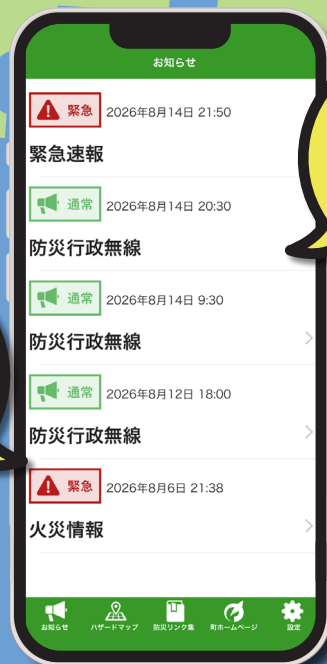 お知らせ
緊急 2026年8月14日 21:50
緊急速報
通常 2026年8月14日 20:30
防災行政無線
通常 2026年8月14日 9:30
防災行政無線
通常 2026年8月12日 18:00
防災行政無線
緊急 2026年8月6日 21:38
火災情報
お知らせ ハザードマップ 防災リンク集 町ホームページ 設定